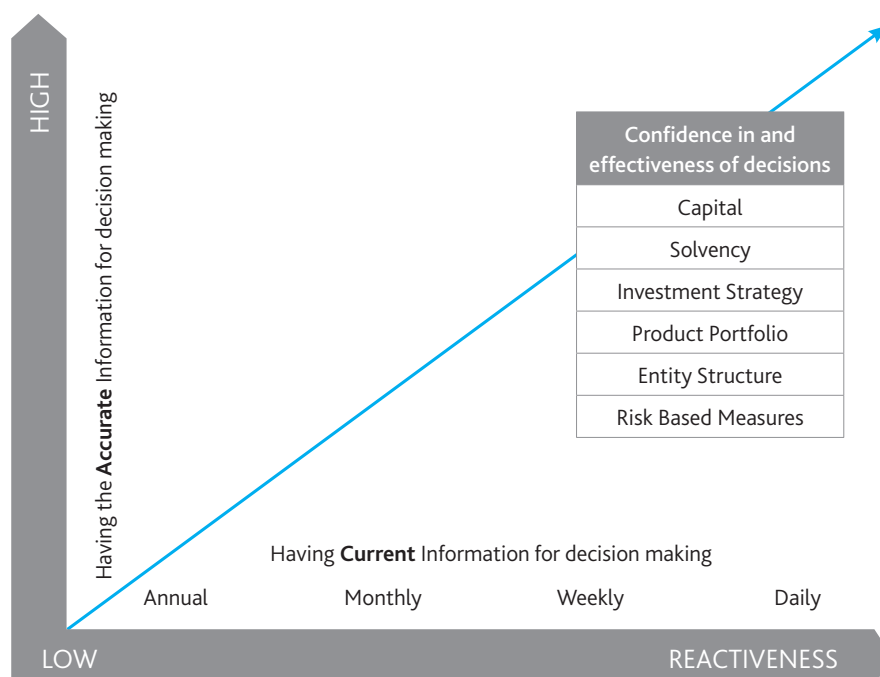 HIGH
Having the Accurate Information for decision making
Confidence in and
effectiveness of decisions
Capital
Solvency
Investment Strategy
Product Portfolio
Entity Structure
Risk Based Measures
Having Current Information for decision making
Annual Monthly Weekly Daily
LOW REACTIVENESS